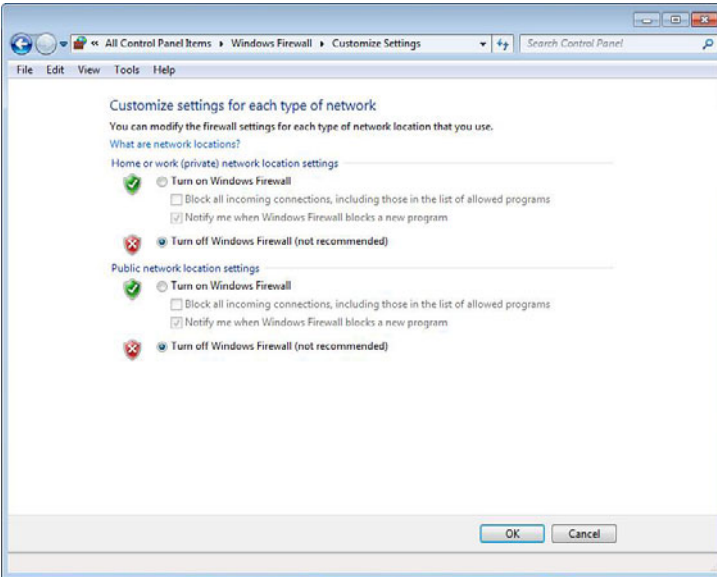 « All Control Panel Items ▸ Windows Firewall ▸ Customize Settings Search Control Panel
File Edit View Tools Help
Customize settings for each type of network
You can modify the firewall settings for each type of network location that you use.
What are network locations?
Home or work (private) network location settings
Turn on Windows Firewall
Block all incoming connections, including those in the list of allowed programs
Notify me when Windows Firewall blocks a new program
Turn off Windows Firewall (not recommended)
Public network location settings
Turn on Windows Firewall
Block all incoming connections, including those in the list of allowed programs
Notify me when Windows Firewall blocks a new program
Turn off Windows Firewall (not recommended)
OK Cancel